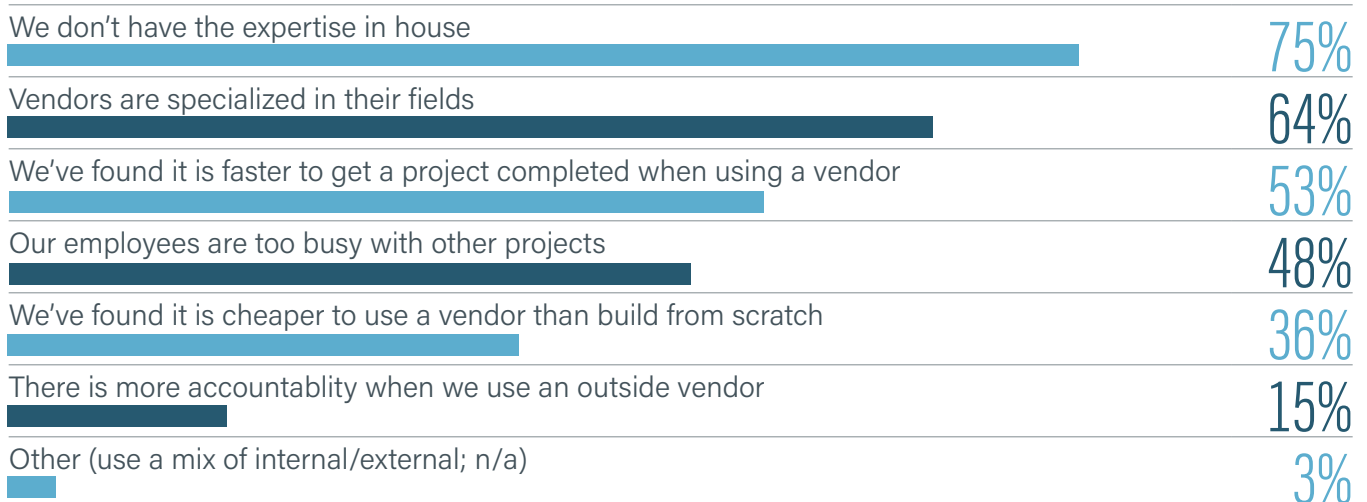 We don’t have the expertise in house
75%
Vendors are specialized in their fields
64%
We’ve found it is faster to get a project completed when using a vendor
53%
Our employees are too busy with other projects
48%
We’ve found it is cheaper to use a vendor than build from scratch
36%
There is more accountablity when we use an outside vendor
15%
Other (use a mix of internal/external; n/a)
3%